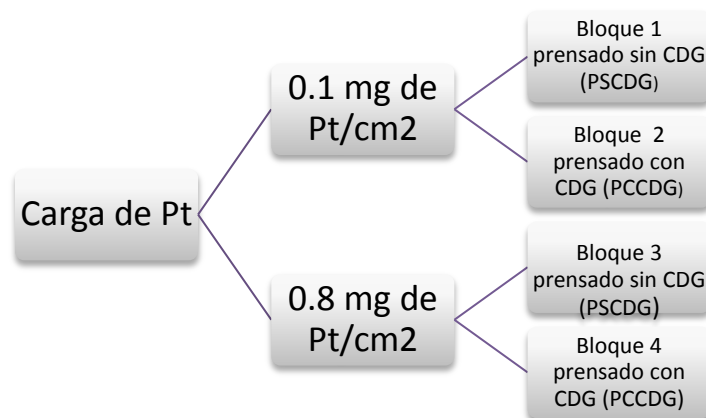 Carga de Pt
0.1 mg de
Pt/cm2
0.8 mg de
Pt/cm2
Bloque 1
prensado sin CDG
(PSCDG)
Bloque  2
prensado con
CDG (PCCDG)
Bloque 3
prensado sin CDG
(PSCDG)
Bloque 4
prensado con
CDG (PCCDG)